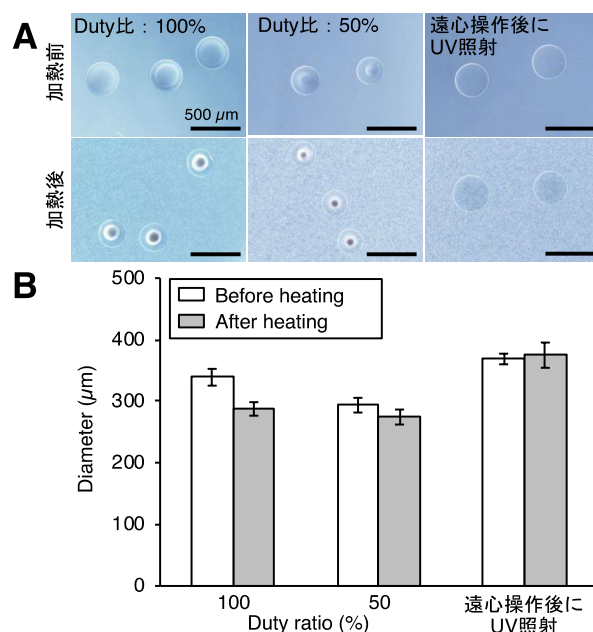 A
Duty比：100%
Duty比：50%
遠心操作後に
UV照射
加熱前
500 µm
加熱後
B
500
400
300
200
100
0
Diameter (µm)
Before heating
After heating
100
50
遠心操作後に
UV照射
Duty ratio (%)